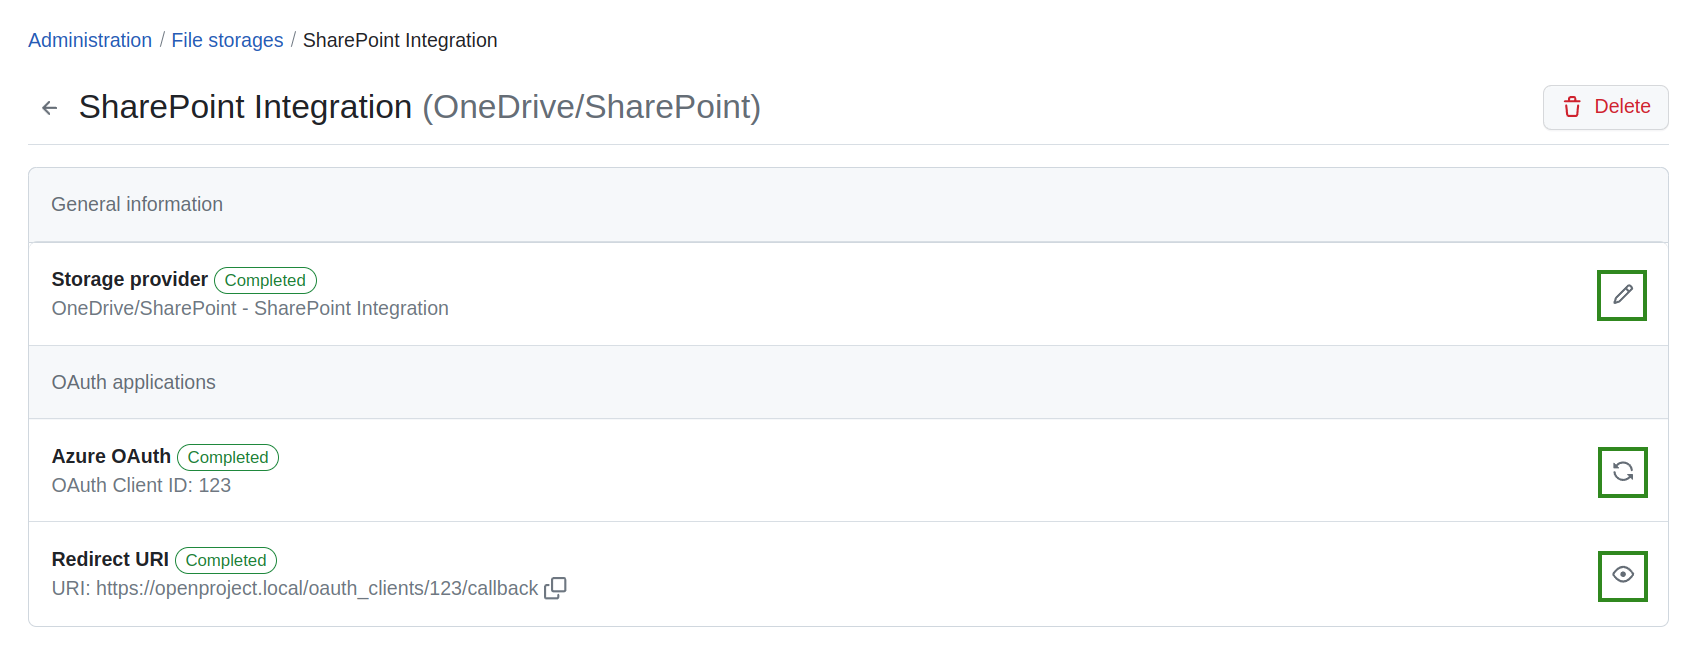 Administration / File storages / SharePoint Integration
SharePoint Integration (OneDrive/SharePoint)
Delete
General information
Storage provider Completed
OneDrive/SharePoint - SharePoint Integration
OAuth applications
Azure OAuth Completed
OAuth Client ID: 123
Redirect URI Completed
URI: https://openproject.local/oauth_clients/123/callback